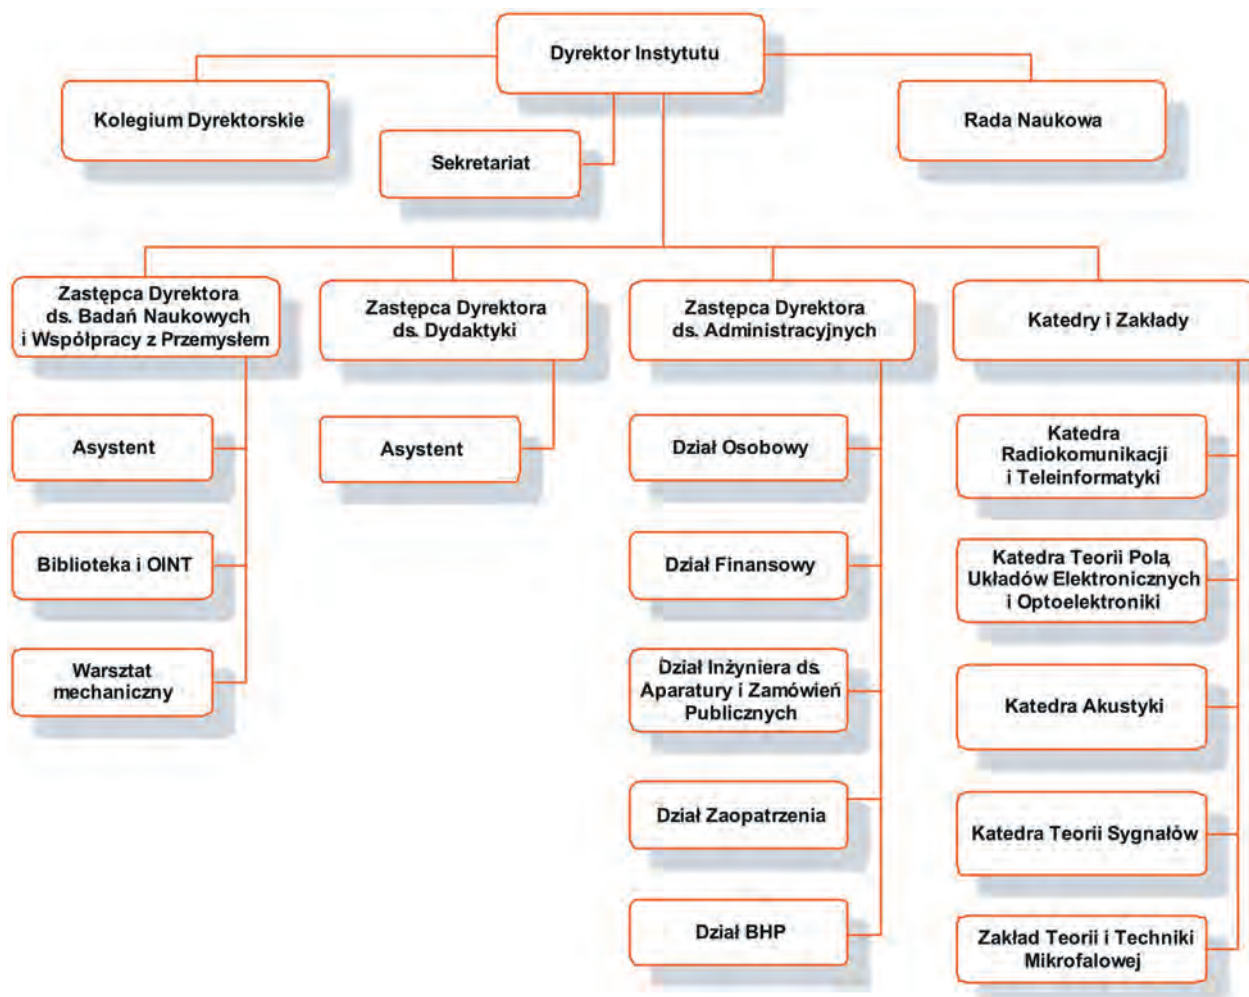 Dyrektor Instytutu
Kolegium Dyrektorskie
Rada Naukowa
Sekretariat
Zastępca Dyrektora
ds. Badań Naukowych
i Współpracy z Przemysłem
Zastępca Dyrektora
ds. Dydaktyki
Zastępca Dyrektora
ds. Administracyjnych
Katedry i Zakłady
Asystent
Biblioteka i OINT
Warsztat
mechaniczny
Asystent
Dział Osobowy
Dział Finansowy
Dział Inżyniera ds.
Aparatury i Zamówień
Publicznych
Dział Zaopatrzenia
Dział BHP
Katedra
Radiokomunikacji
i Teleinformatyki
Katedra Teorii Pola,
Układów Elektronicznych
i Optoelektroniki
Katedra Akustyki
Katedra Teorii Sygnałów
Zakład Teorii i Techniki
Mikrofalowej